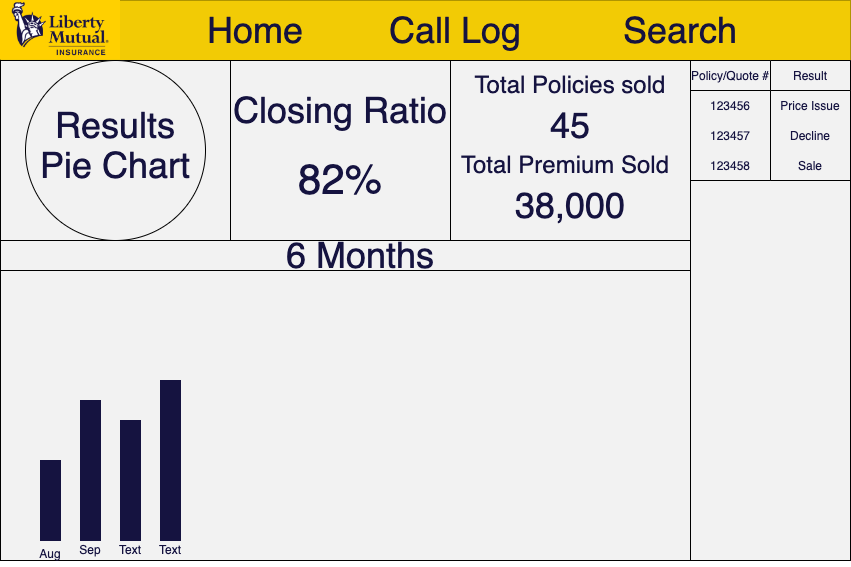 Liberty
Mutual.
INSURANCE
Home
Call Log
Search
Results
Pie Chart
Closing Ratio
82%
Total Policies sold
45
Total Premium Sold
38,000
Policy/Quote # Result
123456 Price Issue
123457 Decline
123458 Sale
6 Months
Aug Sep Text Text